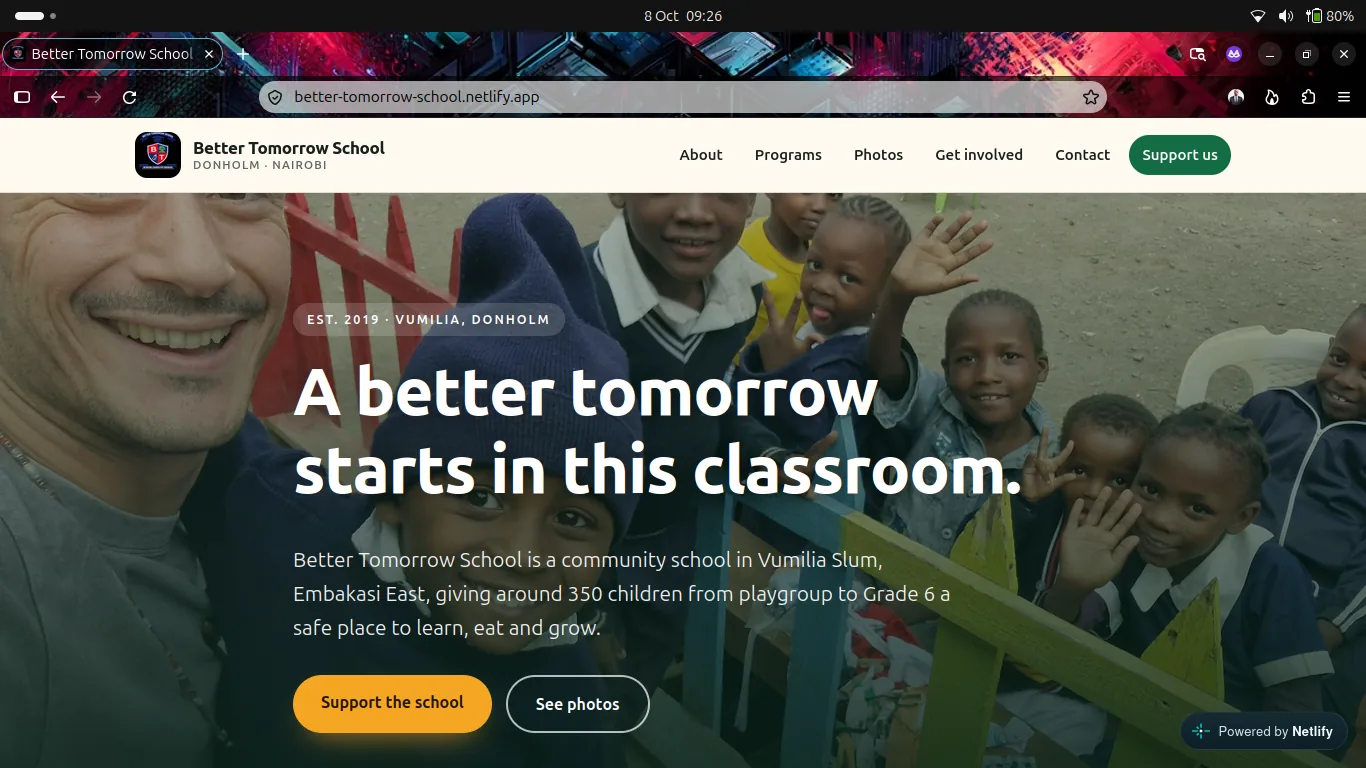 8 Oct 09:26
80%
Better Tomorrow School
better-tomorrow-school.netlify.app
Better Tomorrow School
DONHOLM · NAIROBI
About
Programs
Photos
Get involved
Contact
Support us
EST. 2019 · VUMILIA, DONHOLM
A better tomorrow
starts in this classroom.
Better Tomorrow School is a community school in Vumilia Slum,
Embakasi East, giving around 350 children from playgroup to Grade 6 a
safe place to learn, eat and grow.
Support the school
See photos
Powered by Netlify